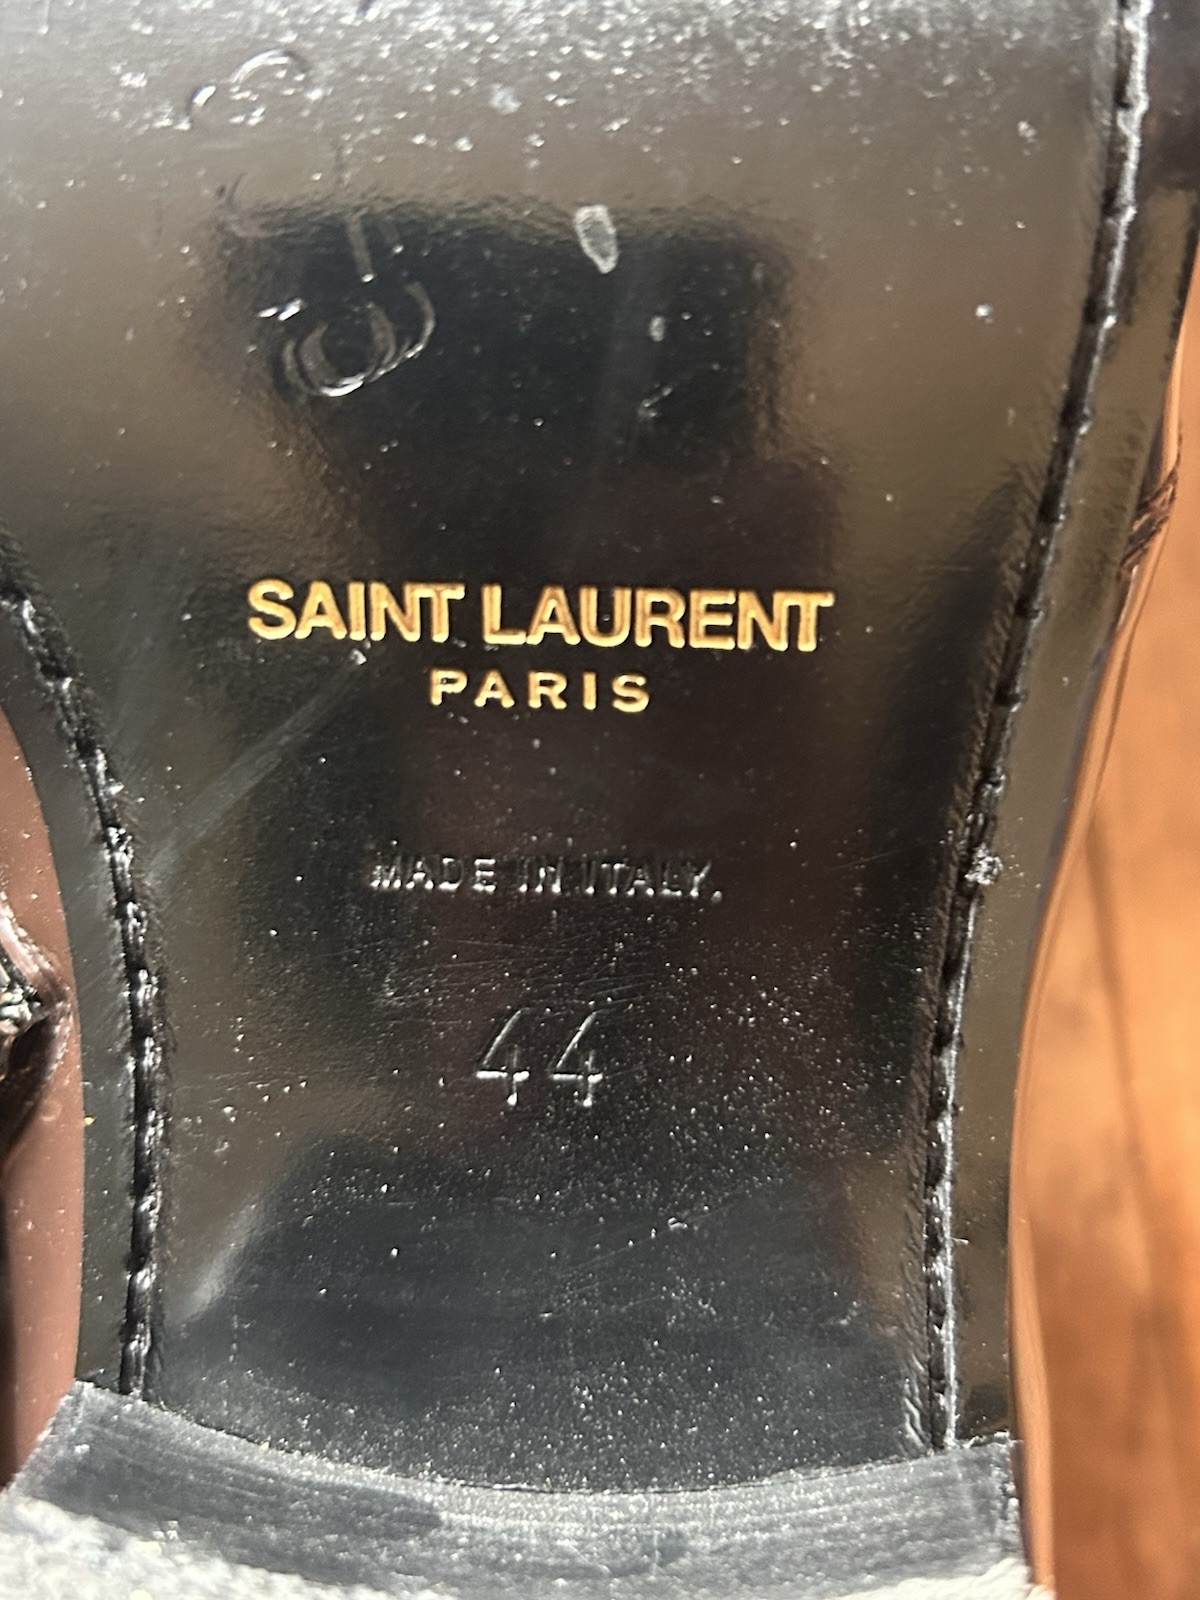 SAINT LAURENT
PARIS
MADE IN ITALY.
44